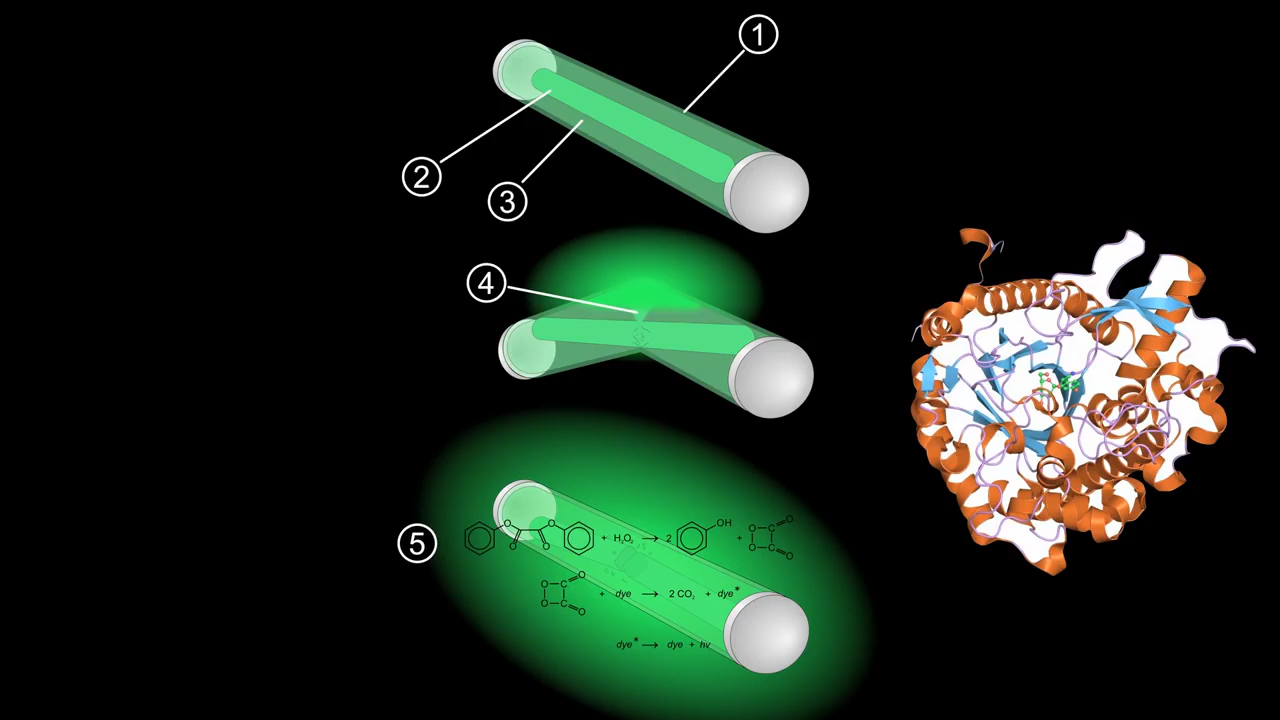 ①
②
③
④
⑤
O O OH O O
O O + H₂O₂ → 2 + O C
O C O
O C O
O C O + dye → 2 CO₂ + dye*
dye* → dye + hν